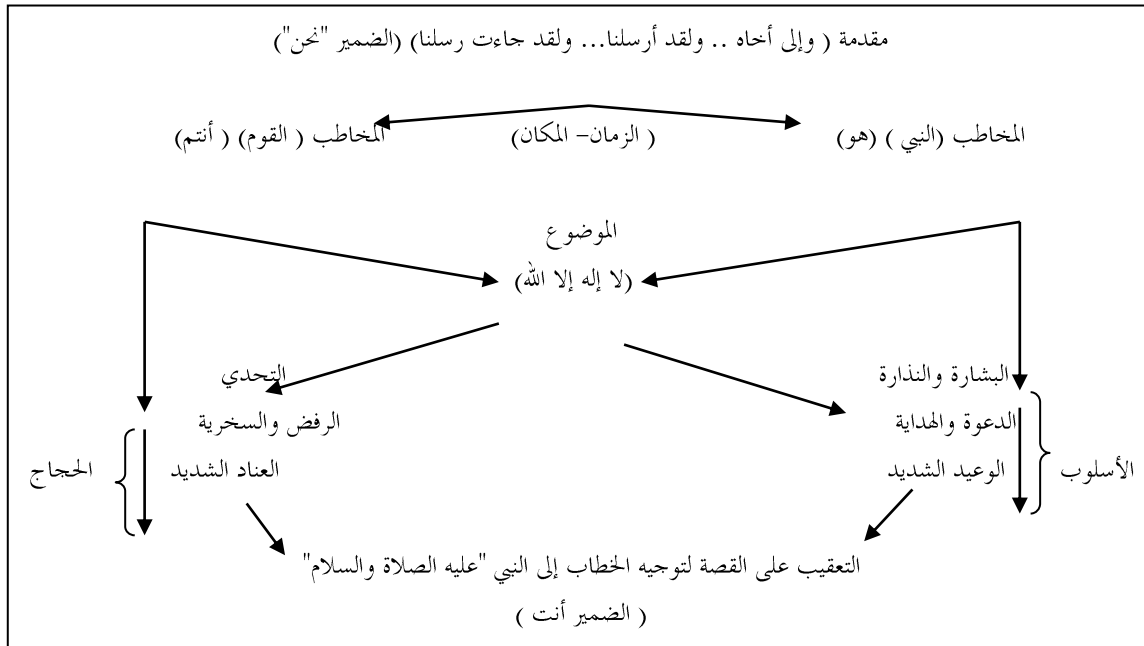 مقدمة ( وإلى أخاه .. ولقد أرسلنا... ولقد جاءت رسلنا) (الضمير "نحن")
المخاطب (النبي ) (هو)
( الزمان- المكان)
المخاطب ( القوم) ( أنتم)
الموضوع
(لا إله إلا الله)
البشارة والنذارة
التحدي
الدعوة والهداية
الرفض والسخرية
الوعيد الشديد
العناد الشديد
الأسلوب
الحجاج
التعقيب على القصة لتوجيه الخطاب إلى النبي "عليه الصلاة والسلام"
( الضمير أنت )